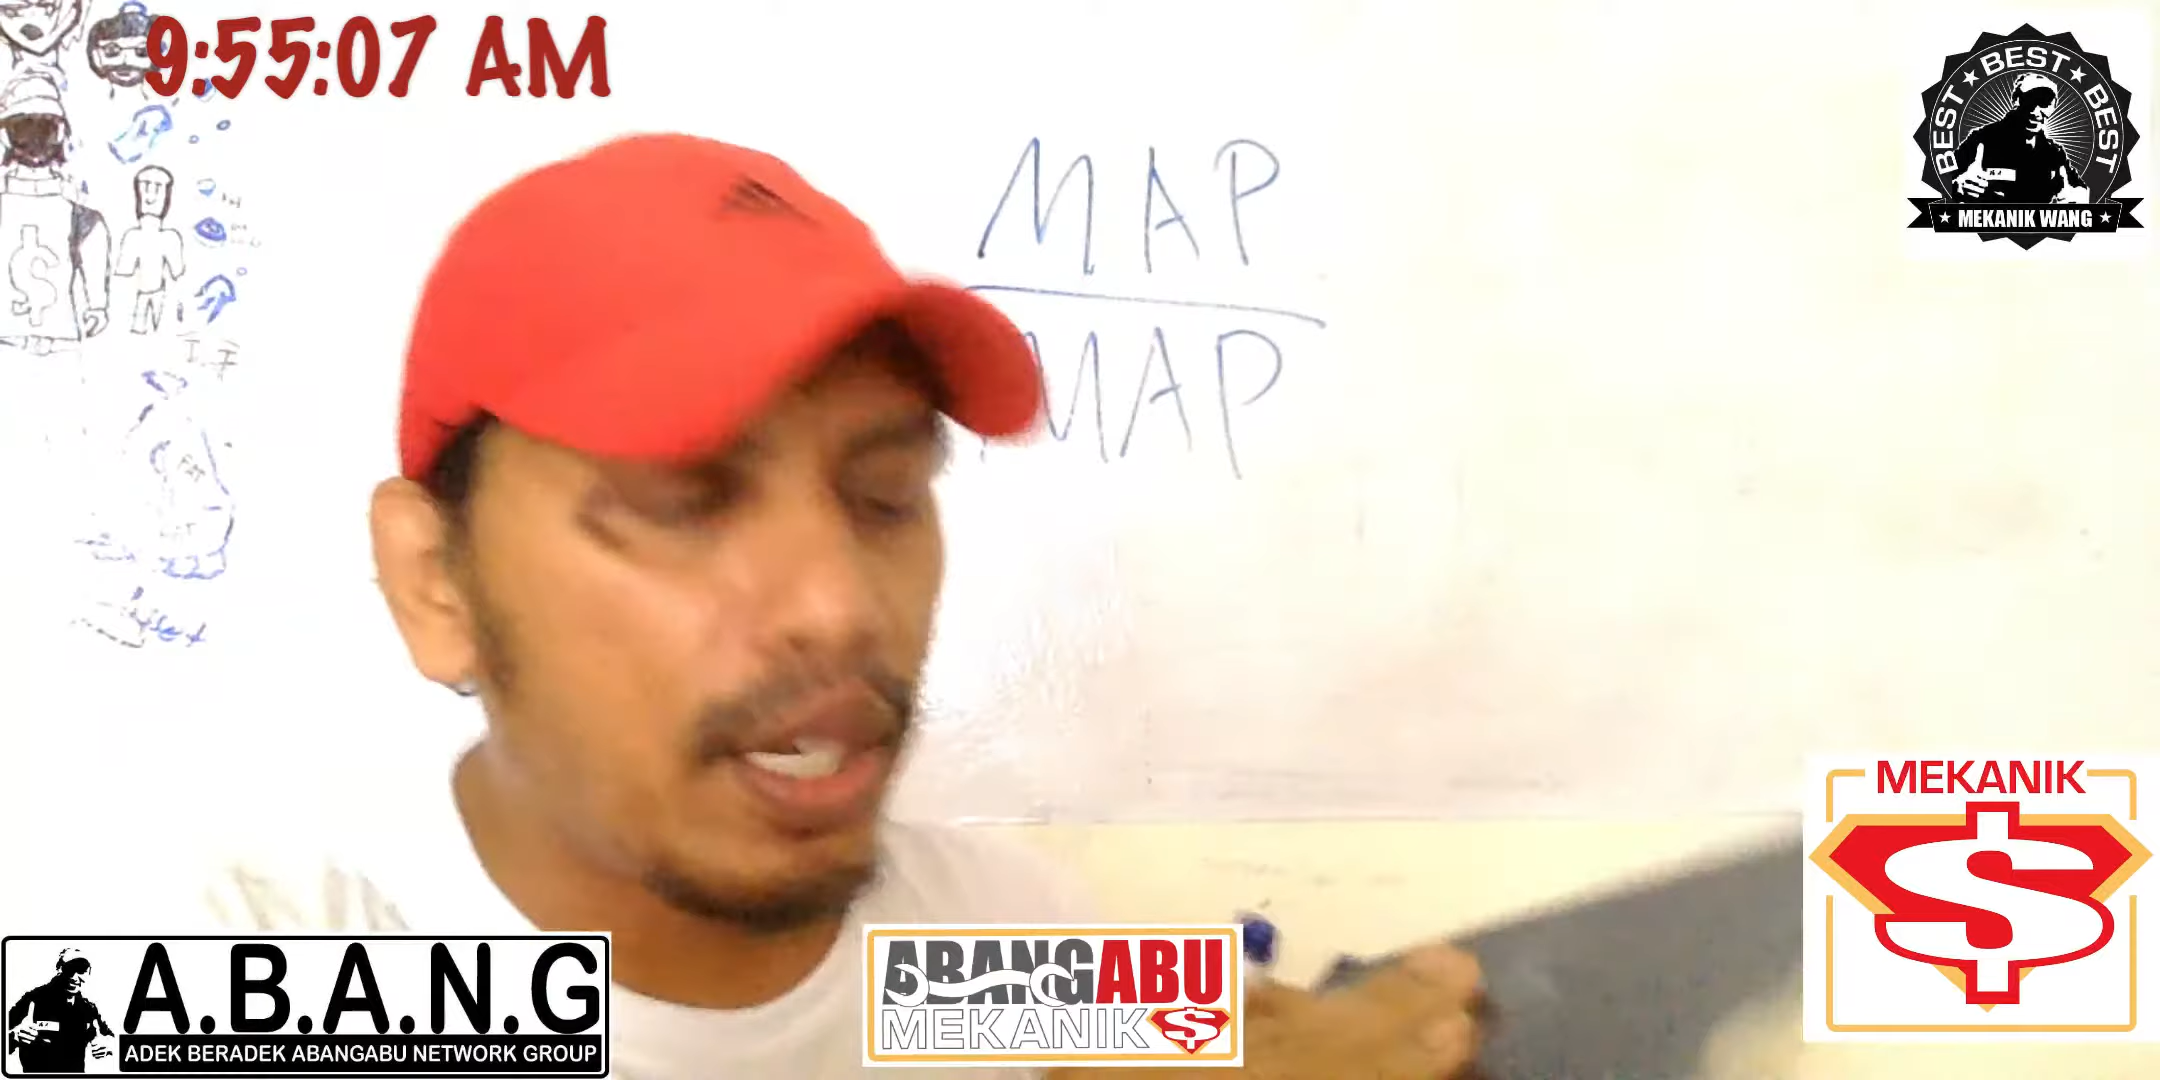 9:55:07 AM
BEST ★ BEST ★ BEST
★ MEKANIK WANG ★
MAP
MAP
MEKANIK
$
$
A.B.A.N.G
ADEK BERADEK ABANGABU NETWORK GROUP
ABANGABU
MEKANIK $